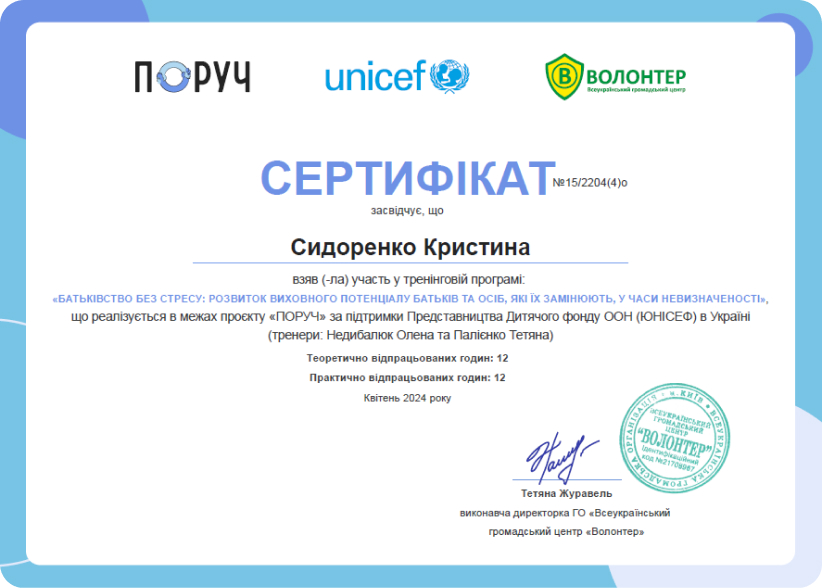 ПОРУЧ
unicef
В
ВОЛОНТЕР
Всеукраїнський громадський центр
СЕРТИФІКАТ №15/2204(4)о
засвідчує, що
Сидоренко Кристина
взяв (-ла) участь у тренінговій програмі:
«БАТЬКІВСТВО БЕЗ СТРЕСУ: РОЗВИТОК ВИХОВНОГО ПОТЕНЦІАЛУ БАТЬКІВ ТА ОСІБ, ЯКІ ЇХ ЗАМІНЮЮТЬ, У ЧАСИ НЕВИЗНАЧЕНОСТІ»,
що реалізується в межах проєкту «ПОРУЧ» за підтримки Представництва Дитячого фонду ООН (ЮНІСЕФ) в Україні
(тренери: Недибалюк Олена та Палієнко Тетяна)
Теоретично відпрацьованих годин: 12
Практично відпрацьованих годин: 12
Квітень 2024 року
ВСЕУКРАЇНСЬКА ГРОМАДСЬКА ОРГАНІЗАЦІЯ * м. КИЇВ *
ВСЕУКРАЇНСЬКИЙ
ГРОМАДСЬКИЙ
ЦЕНТР
"ВОЛОНТЕР"
Ідентифікаційний
код №21708987
Тетяна Журавель
виконавча директорка ГО «Всеукраїнський
громадський центр «Волонтер»